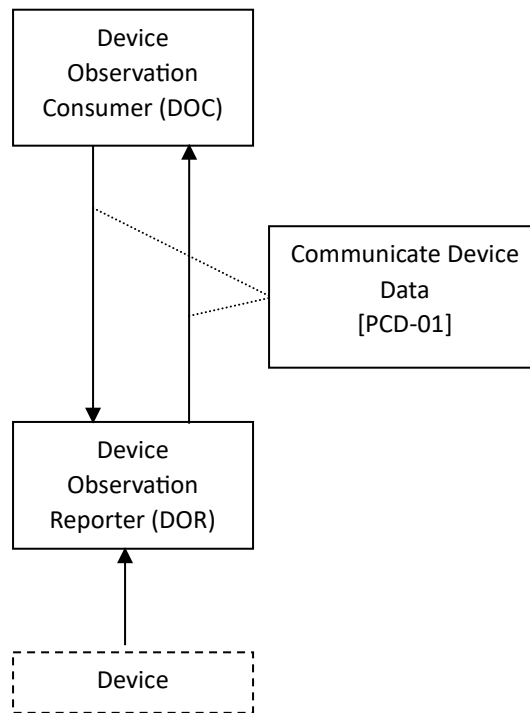 Device
Observation
Consumer (DOC)
Communicate Device
Data
[PCD-01]
Device
Observation
Reporter (DOR)
Device